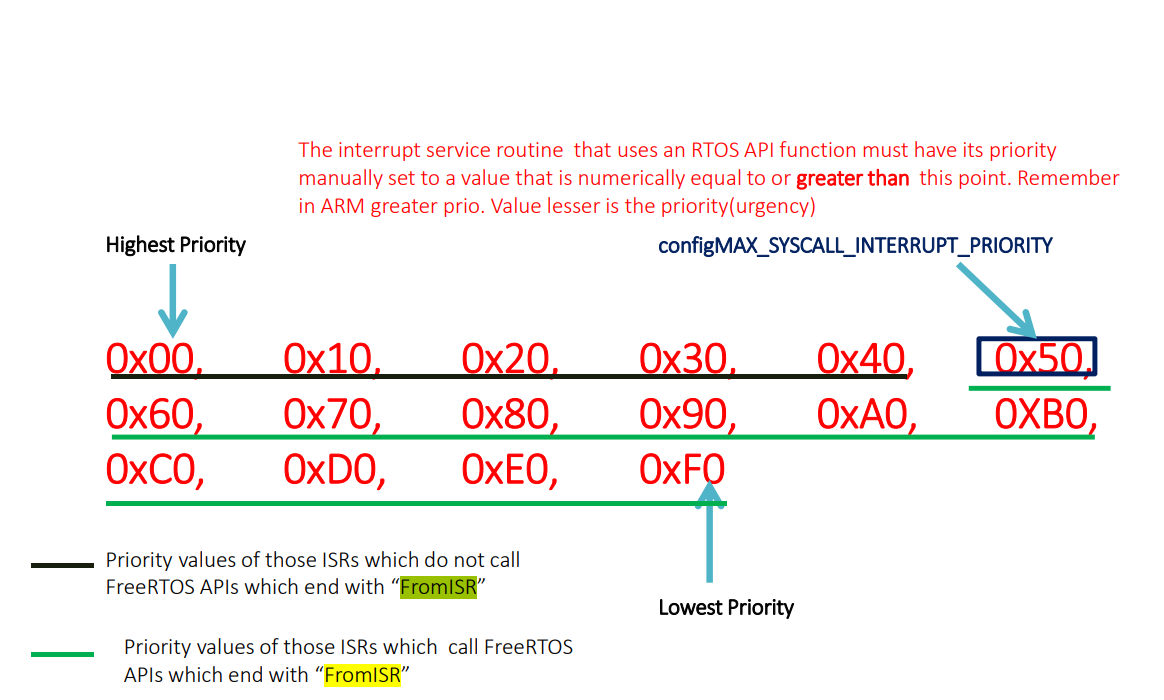 The interrupt service routine  that uses an RTOS API function must have its priority
manually set to a value that is numerically equal to or greater than  this point. Remember
in ARM greater prio. Value lesser is the priority(urgency)
Highest Priority
configMAX_SYSCALL_INTERRUPT_PRIORITY
0x00, 0x10, 0x20, 0x30, 0x40, 0x50,
0x60, 0x70, 0x80, 0x90, 0xA0, 0XB0,
0xC0, 0xD0, 0xE0, 0xF0
Priority values of those ISRs which do not call
FreeRTOS APIs which end with “FromISR”
Lowest Priority
Priority values of those ISRs which  call FreeRTOS
APIs which end with “FromISR”